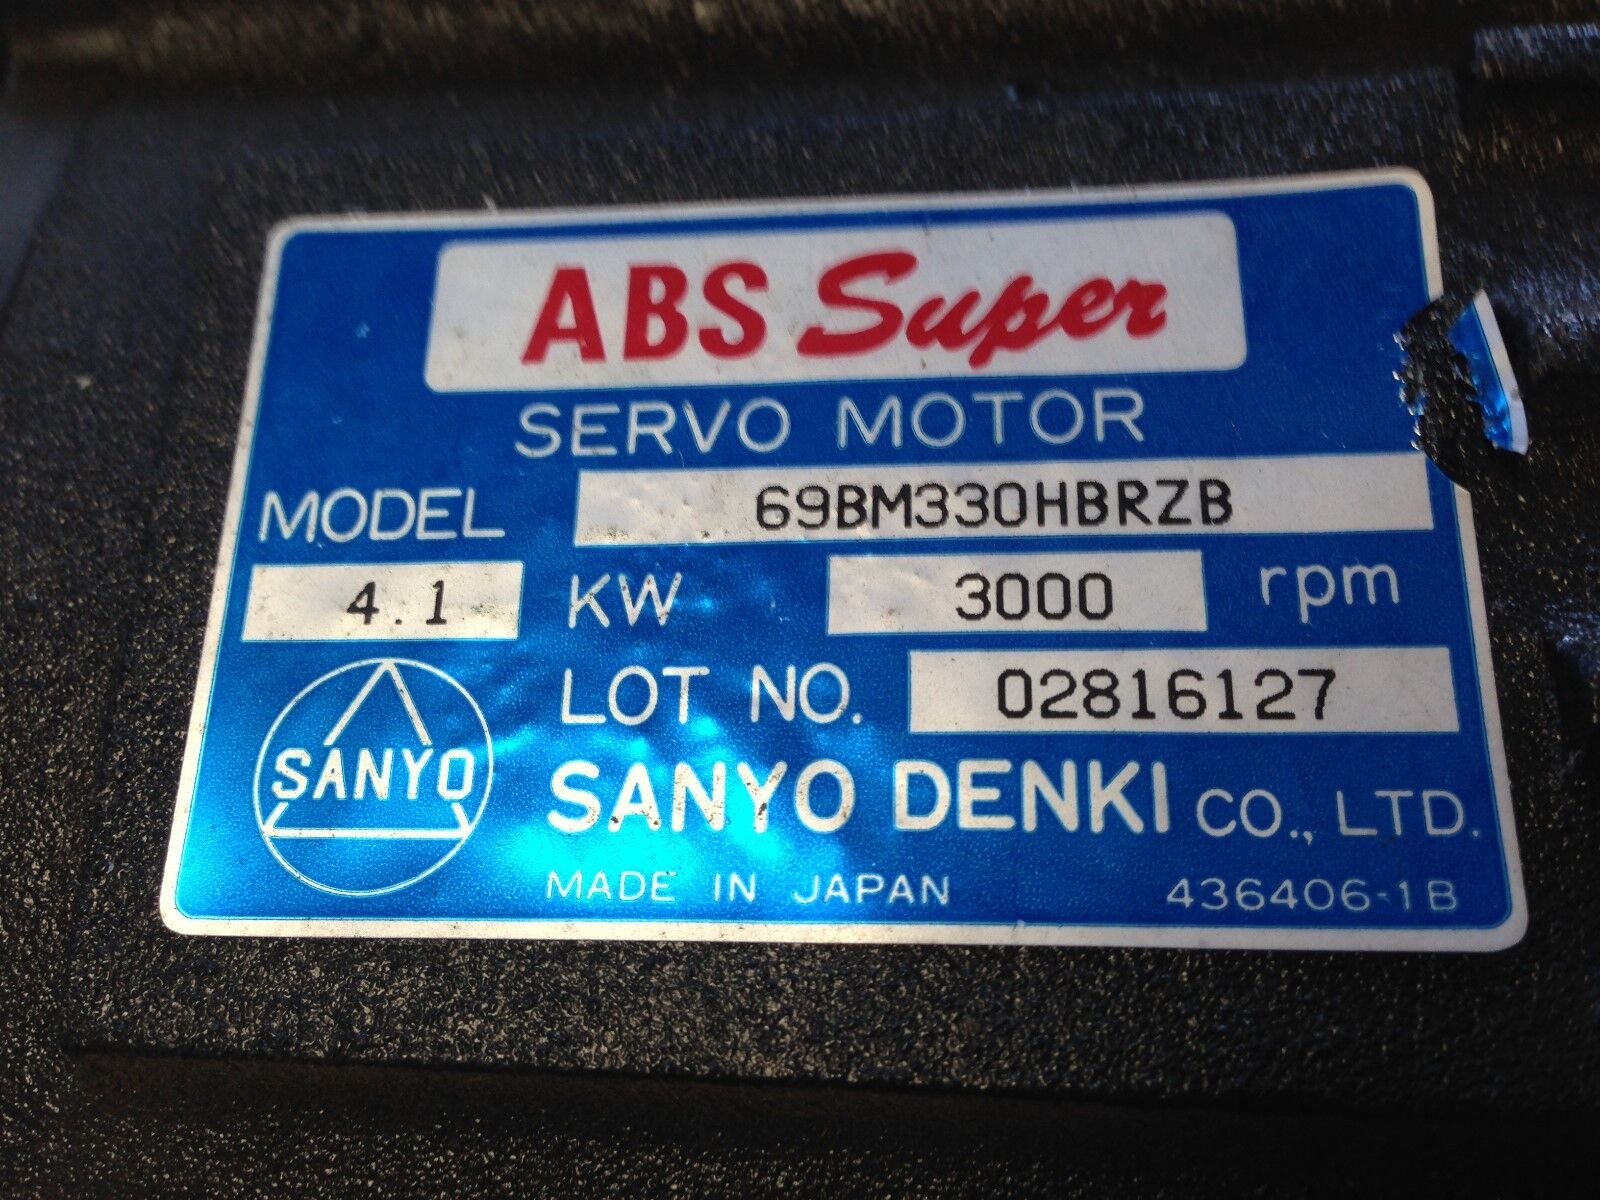 ABS Super
SERVO MOTOR
MODEL 69BM330HBRZB
4.1 KW 3000 rpm
LOT NO. 02816127
SANYO
SANYO DENKI CO., LTD.
MADE IN JAPAN 436406-1B